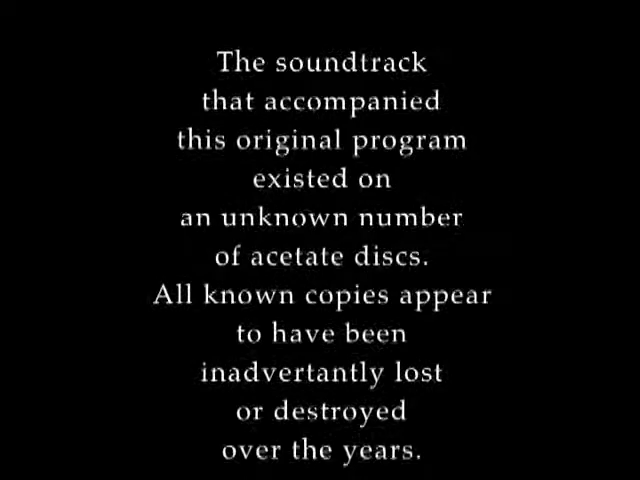 The soundtrack
that accompanied
this original program
existed on
an unknown number
of acetate discs.
All known copies appear
to have been
inadvertantly lost
or destroyed
over the years.